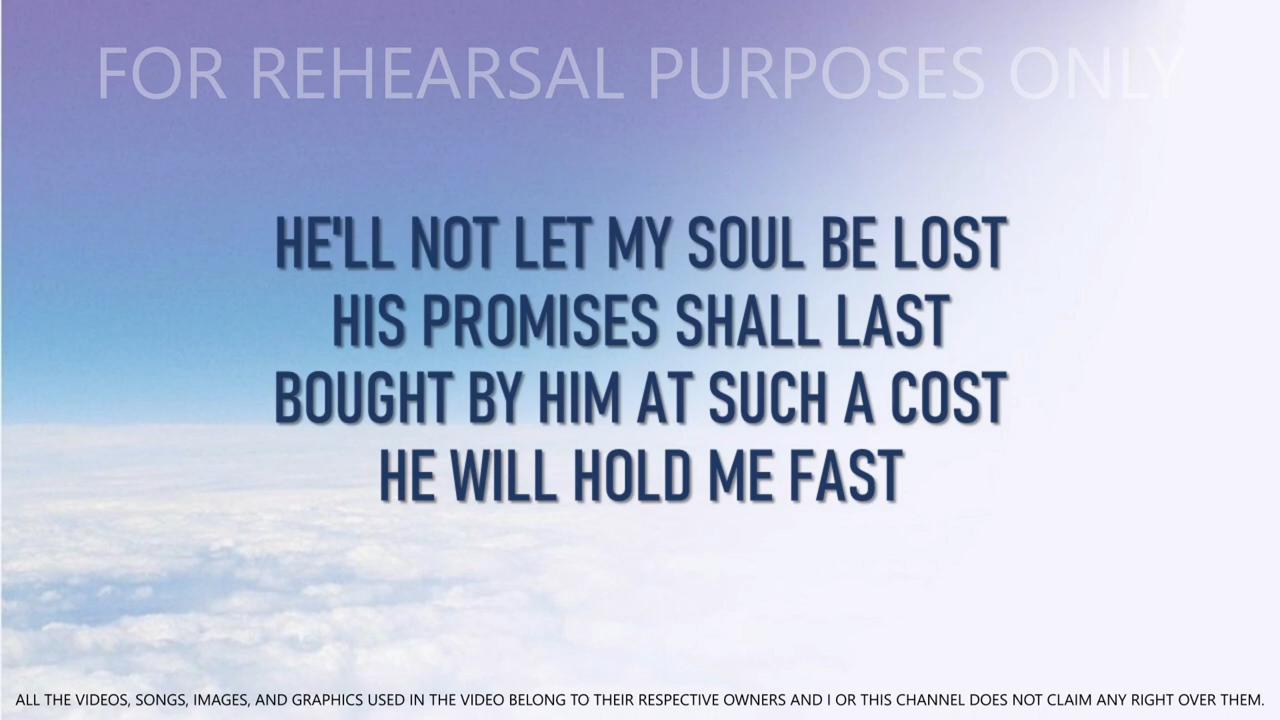 FOR REHEARSAL PURPOSES ONLY
HE'LL NOT LET MY SOUL BE LOST
HIS PROMISES SHALL LAST
BOUGHT BY HIM AT SUCH A COST
HE WILL HOLD ME FAST
ALL THE VIDEOS, SONGS, IMAGES, AND GRAPHICS USED IN THE VIDEO BELONG TO THEIR RESPECTIVE OWNERS AND I OR THIS CHANNEL DOES NOT CLAIM ANY RIGHT OVER THEM.